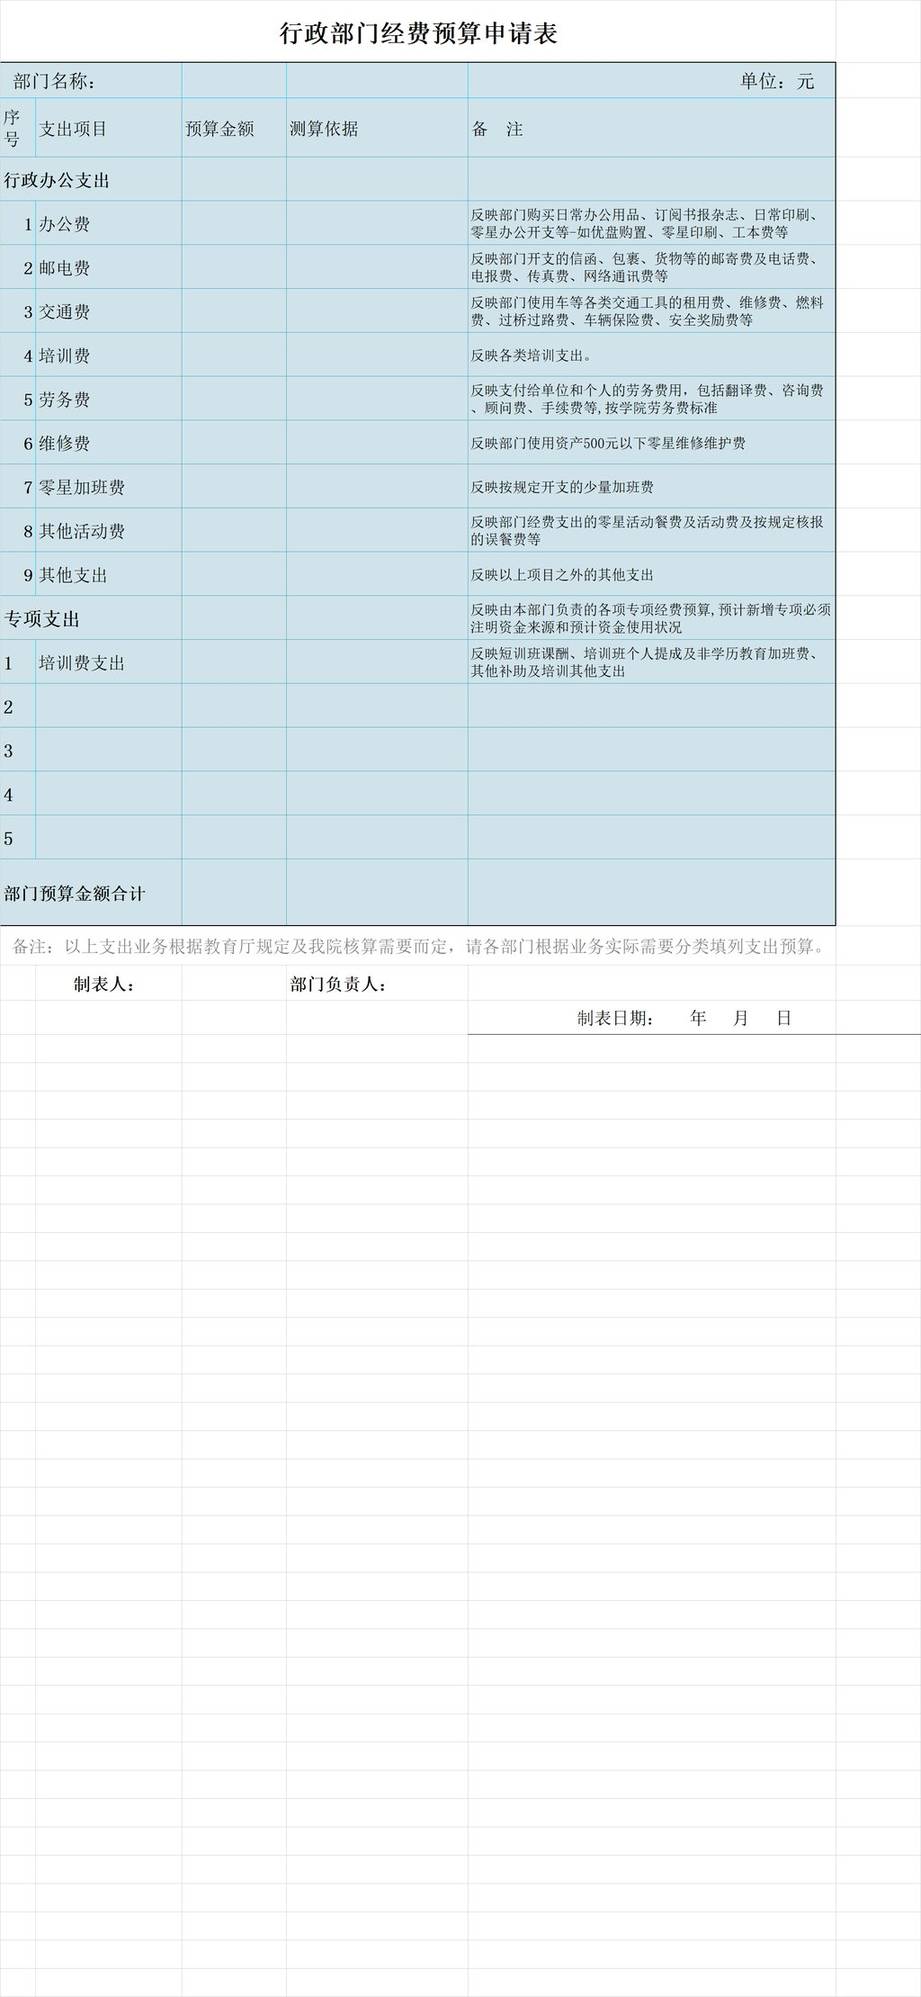 行政部门经费预算申请表
部门名称： 单位：元
序号 支出项目 预算金额 测算依据 备 注
行政办公支出
1 办公费 反映部门购买日常办公用品、订阅书报杂志、日常印刷、
零星办公开支等-如优盘购置、零星印刷、工本费等
2 邮电费 反映部门开支的信函、包裹、货物等的邮寄费及电话费、
电报费、传真费、网络通讯费等
3 交通费 反映部门使用车等各类交通工具的租用费、维修费、燃料
费、过桥过路费、车辆保险费、安全奖励费等
4 培训费 反映各类培训支出。
5 劳务费 反映支付给单位和个人的劳务费用，包括翻译费、咨询费
、顾问费、手续费等,按学院劳务费标准
6 维修费 反映部门使用资产500元以下零星维修维护费
7 零星加班费 反映按规定开支的少量加班费
8 其他活动费 反映部门经费支出的零星活动餐费及活动费及按规定核报
的误餐费等
9 其他支出 反映以上项目之外的其他支出
专项支出 反映由本部门负责的各项专项经费预算,预计新增专项必须
注明资金来源和预计资金使用状况
1 培训费支出 反映短训班课酬、培训班个人提成及非学历教育加班费、
其他补助及培训其他支出
2
3
4
5
部门预算金额合计
备注：以上支出业务根据教育厅规定及我院核算需要而定，请各部门根据业务实际需要分类填列支出预算。
制表人： 部门负责人：
制表日期： 年 月 日